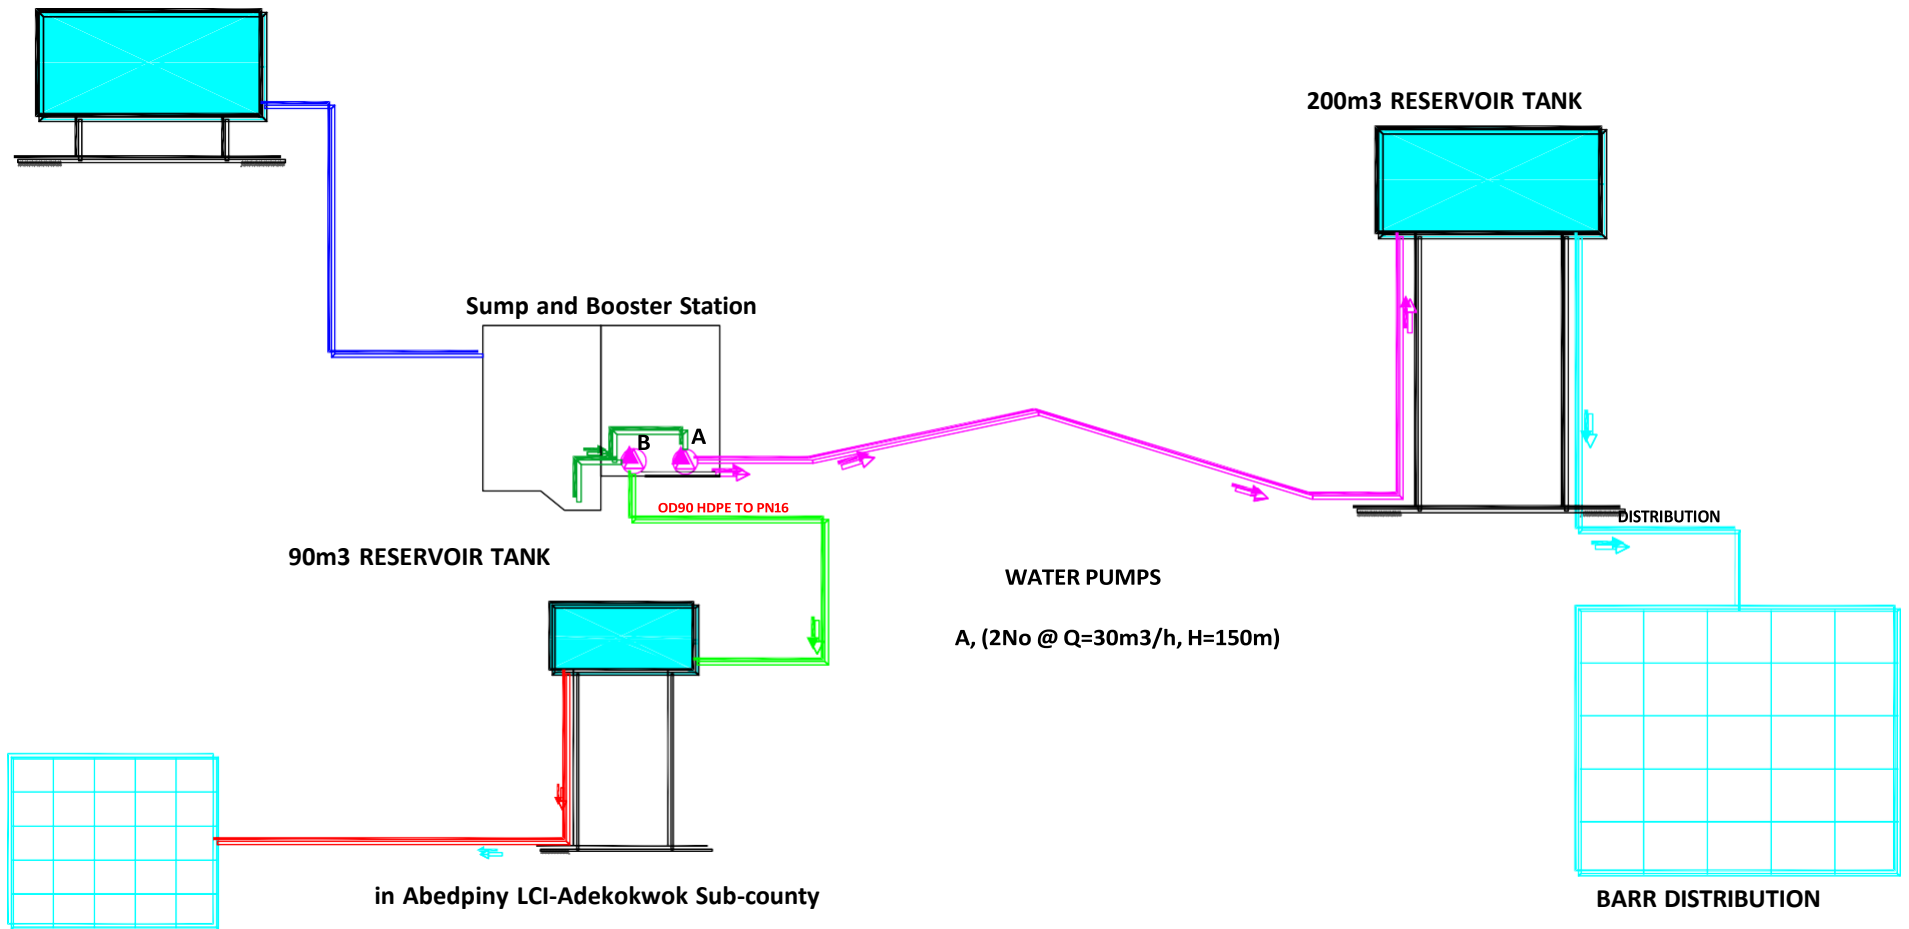 200m3 RESERVOIR TANK
Sump and Booster Station
B
A
OD90 HDPE TO PN16
DISTRIBUTION
90m3 RESERVOIR TANK
WATER PUMPS
A, (2No @ Q=30m3/h, H=150m)
in Abedpiny LCI-Adekokwok Sub-county
BARR DISTRIBUTION